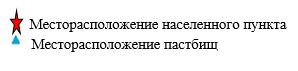 Месторасположение населенного пункта
Месторасположение пастбищ